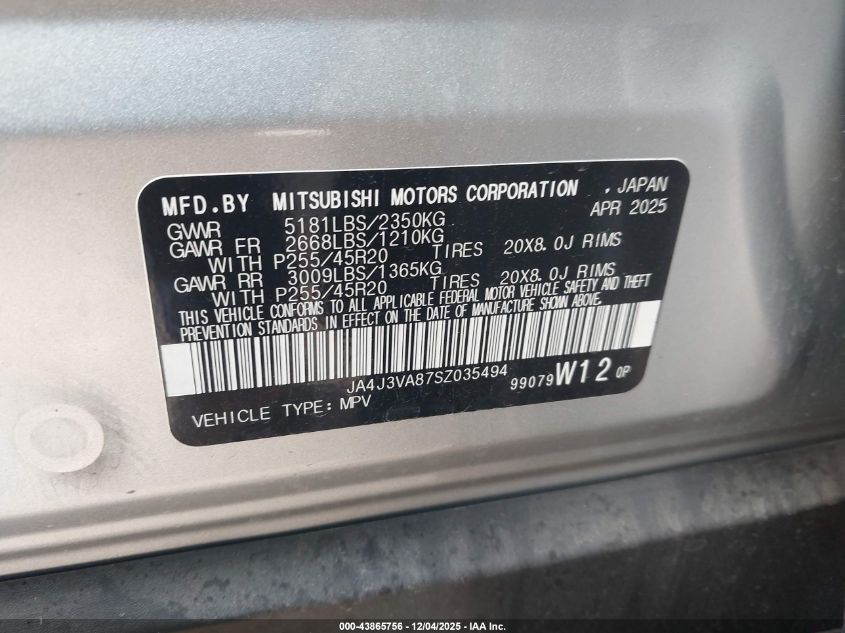 MFD.BY MITSUBISHI MOTORS CORPORATION , JAPAN
GVWR 5181LBS/2350KG APR 2025
GAWR FR 2668LBS/1210KG
WITH P255/45R20 TIRES 20X8.0J RIMS
GAWR RR 3009LBS/1365KG
WITH P255/45R20 TIRES 20X8.0J RIMS
THIS VEHICLE CONFORMS TO ALL APPLICABLE FEDERAL MOTOR VEHICLE SAFETY AND THEFT
PREVENTION STANDARDS IN EFFECT ON THE DATE OF MANUFACTURE SHOWN ABOVE.
JA4J3VA87SZ035494
99079 W12 0P
VEHICLE TYPE: MPV
000-43865756 - 12/04/2025 - IAA Inc.